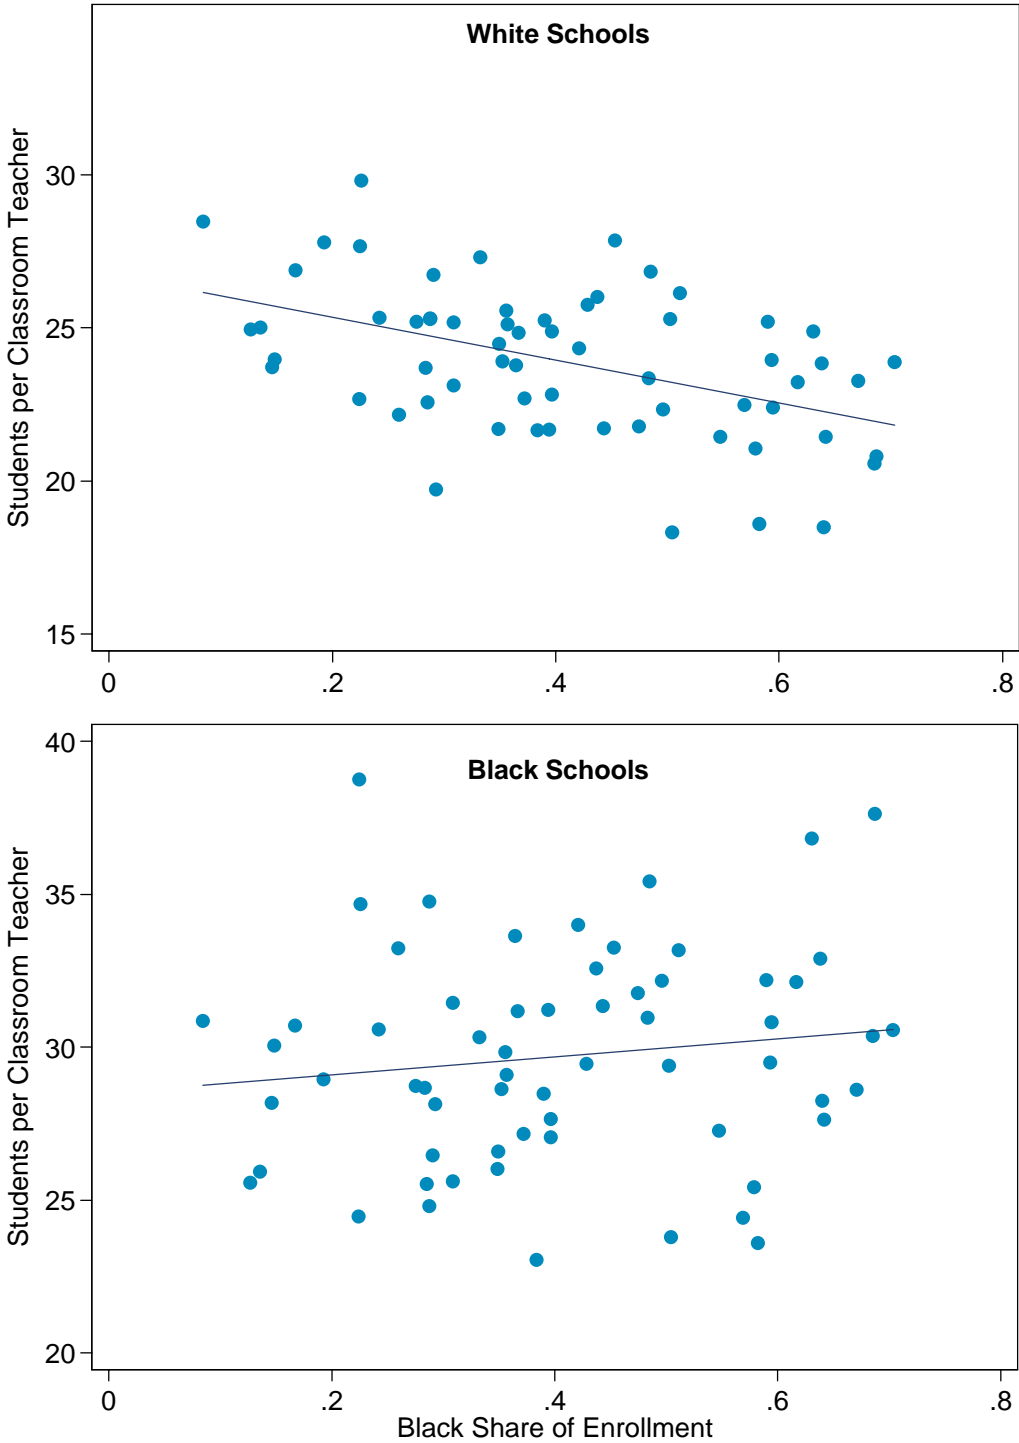 White Schools
Students per Classroom Teacher
30
25
20
15
0 .2 .4 .6 .8
Black Schools
Students per Classroom Teacher
40
35
30
25
20
0 .2 .4 .6 .8
Black Share of Enrollment